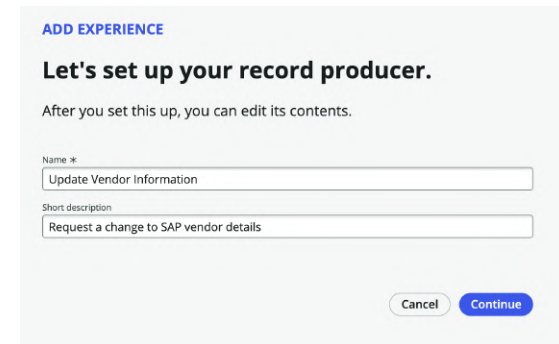 ADD EXPERIENCE
Let's set up your record producer.
After you set this up, you can edit its contents.
Name *
Update Vendor Information
Short description
Request a change to SAP vendor details
Cancel Continue